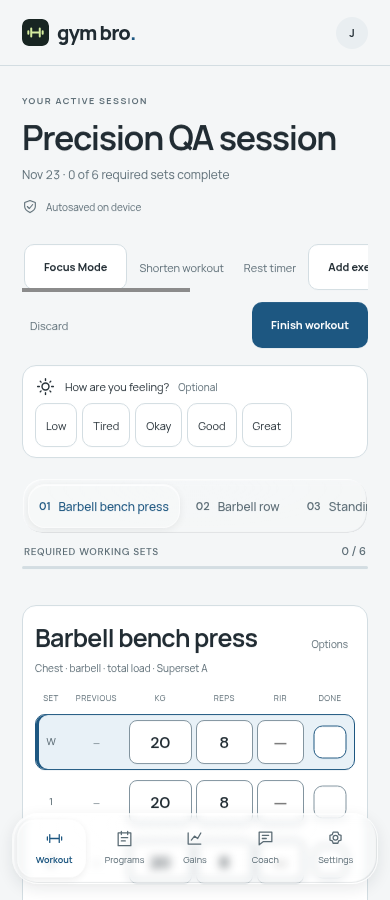 gym bro.
J
YOUR ACTIVE SESSION
Precision QA session
Nov 23 · 0 of 6 required sets complete
Autosaved on device
Focus Mode Shorten workout Rest timer Add exe
Discard Finish workout
How are you feeling? Optional
Low Tired Okay Good Great
01 Barbell bench press 02 Barbell row 03 Standi
REQUIRED WORKING SETS 0 / 6
Barbell bench press Options
Chest · barbell · total load · Superset A
SET PREVIOUS KG REPS RIR DONE
W – 20 8 —
1 – 20 8 —
Workout Programs Gains Coach Settings